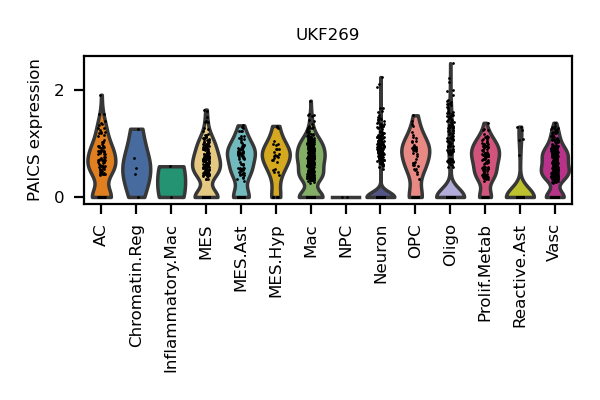 UKF269
PAICS expression
2
0
AC
Chromatin.Reg
Inflammatory.Mac
MES
MES.Ast
MES.Hyp
Mac
NPC
Neuron
OPC
Oligo
Prolif.Metab
Reactive.Ast
Vasc